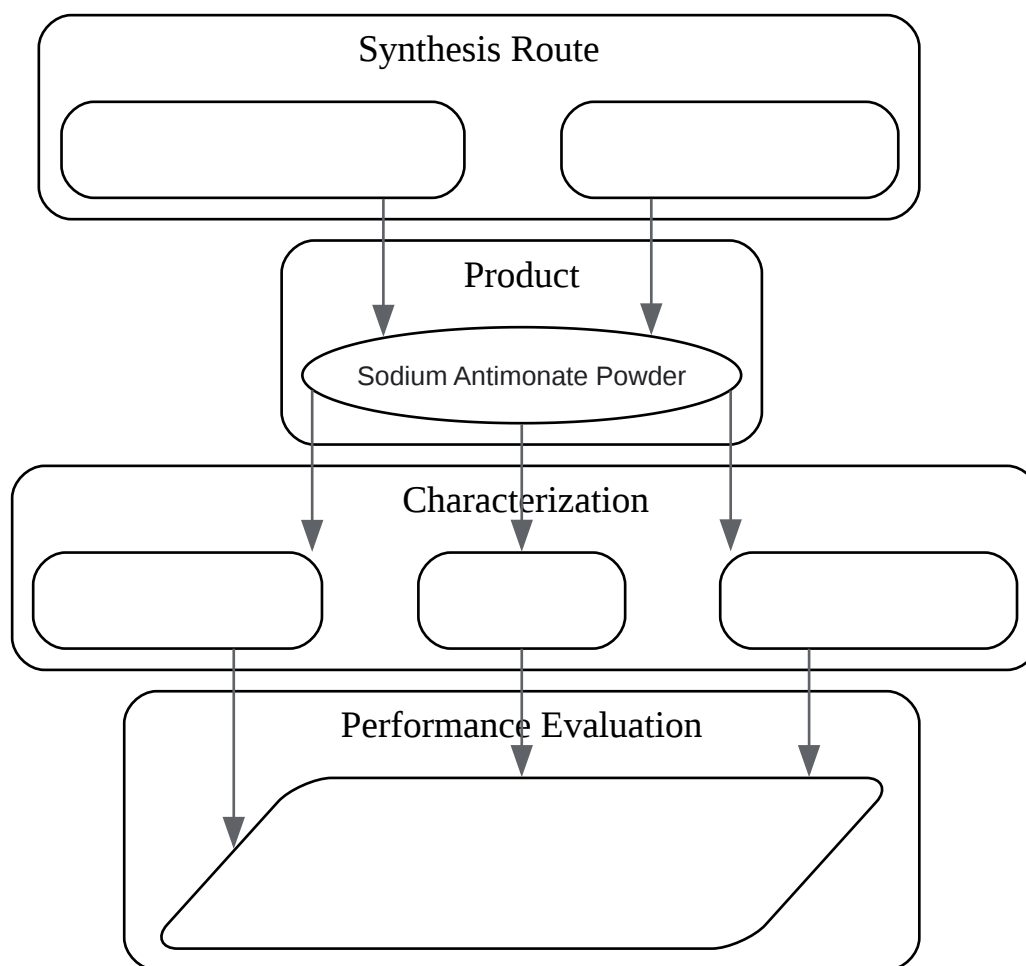 Synthesis Route
Product
Sodium Antimonate Powder
Characterization
Performance Evaluation